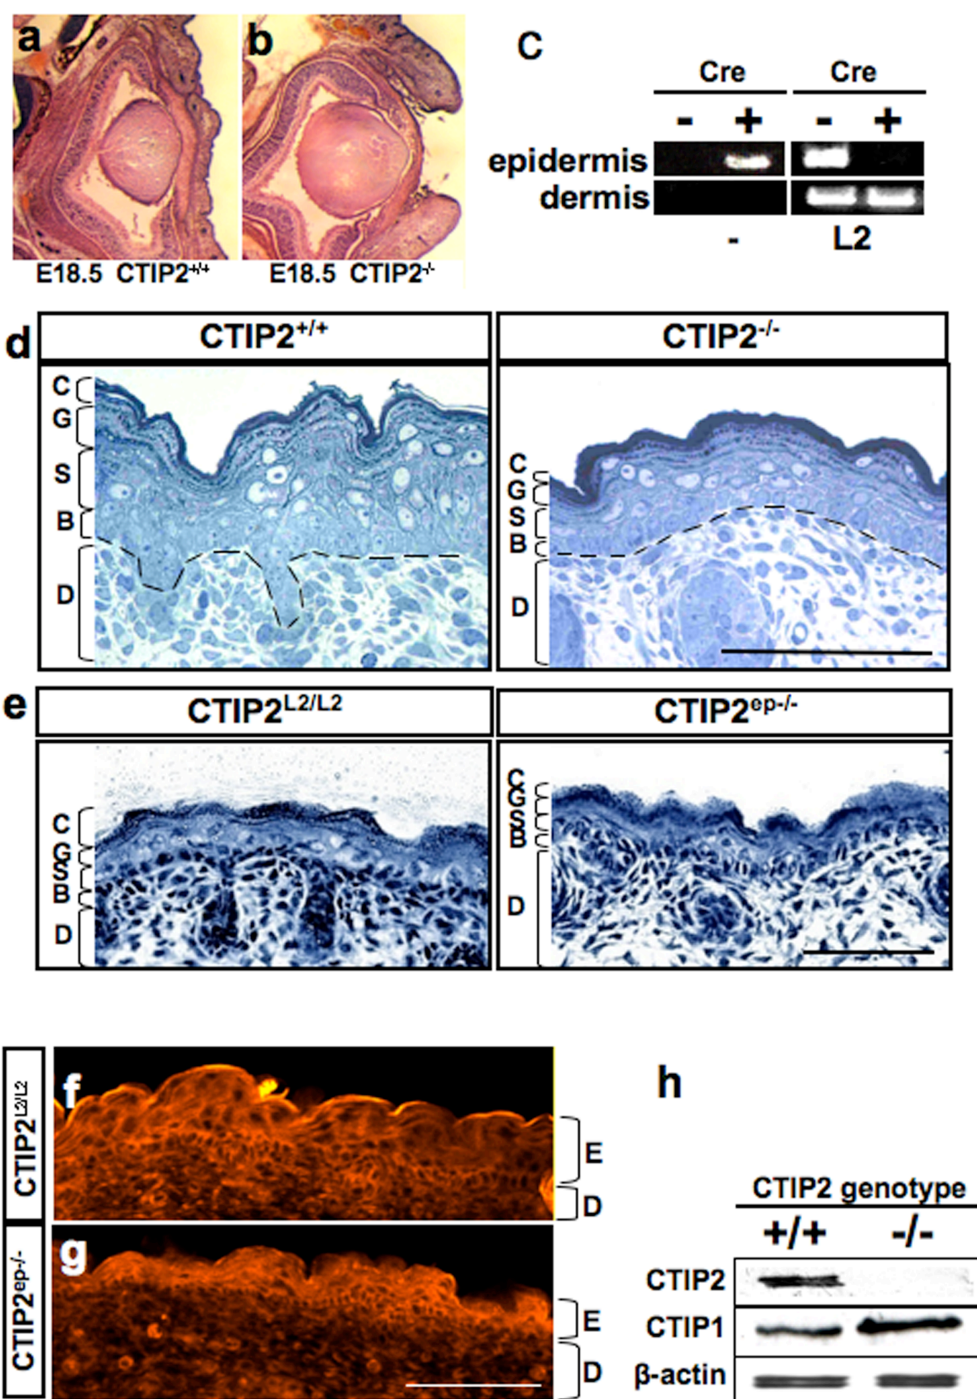 a b
E18.5 CTIP2+/+ E18.5 CTIP2-/-
C
Cre Cre
- + - +
epidermis
dermis
- L2
d
CTIP2+/+ CTIP2-/-
C
G
S
B
D
C
G
S
B
D
e
CTIP2L2/L2 CTIP2ep-/-
C
G
S
B
D
C
G
S
B
D
CTIP2L2/L2
f
E
D
CTIP2ep-/-
g
E
D
h
CTIP2 genotype
+/+ -/-
CTIP2
CTIP1
β-actin